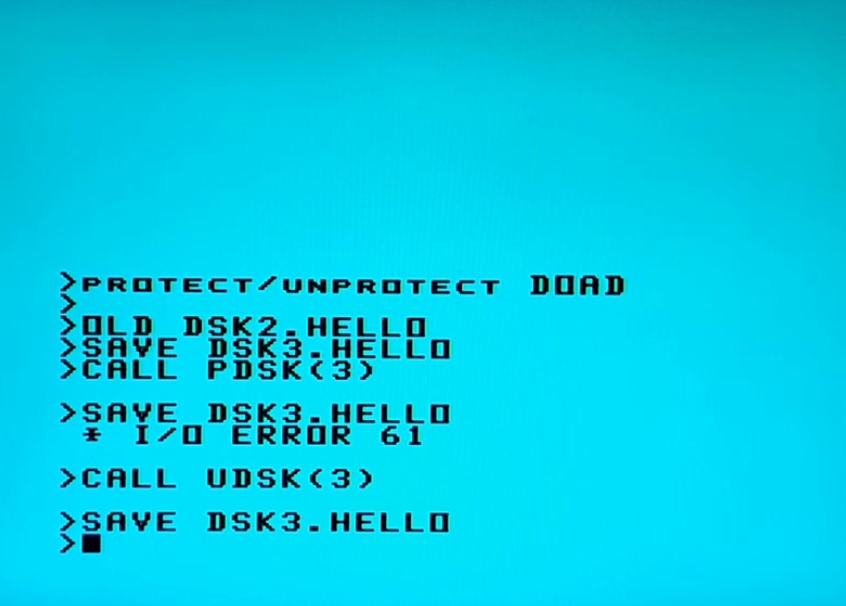 >PROTECT/UNPROTECT DOAD
>
>OLD DSK2.HELLO
>SAVE DSK3.HELLO
>CALL PDSK(3)
>SAVE DSK3.HELLO
* I/O ERROR 61
>CALL UDSK(3)
>SAVE DSK3.HELLO
>